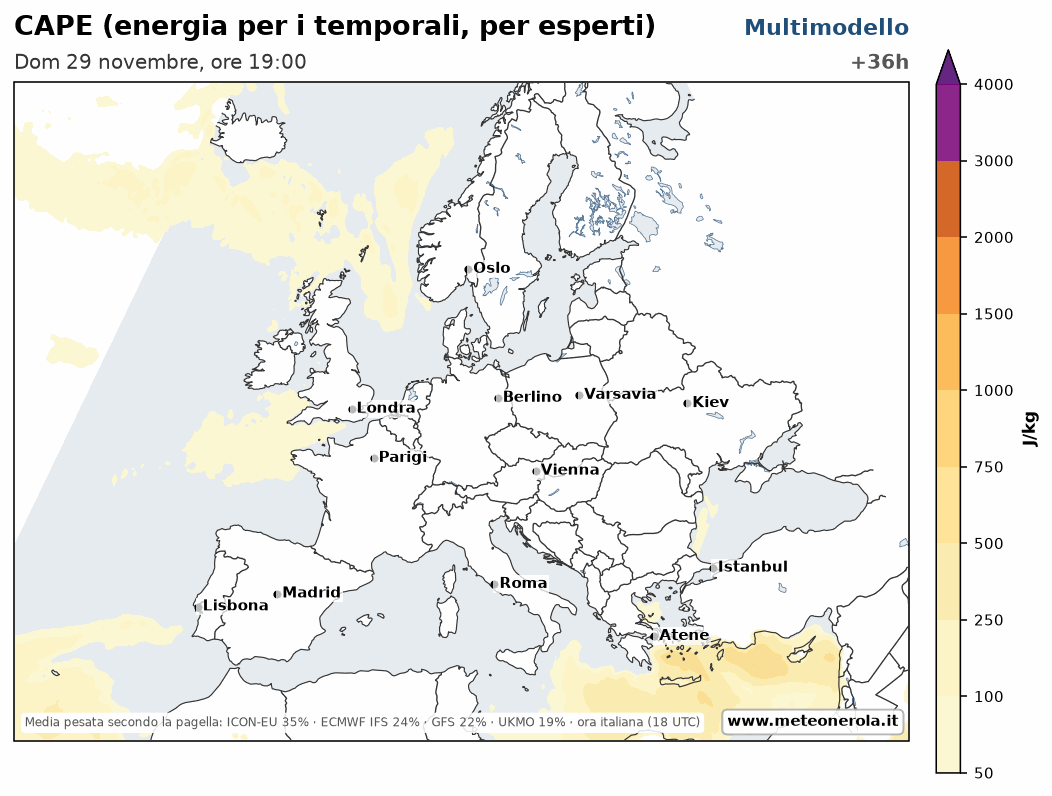 CAPE (energia per i temporali, per esperti)
Multimodello
Dom 29 novembre, ore 19:00
+36h
4000
3000
2000
1500
1000
750
500
250
100
50
J/kg
Oslo
Berlino
Varsavia
Kiev
Londra
Parigi
Vienna
Istanbul
Roma
Madrid
Lisbona
Atene
Media pesata secondo la pagella: ICON-EU 35% · ECMWF IFS 24% · GFS 22% · UKMO 19% · ora italiana (18 UTC)
www.meteonerola.it